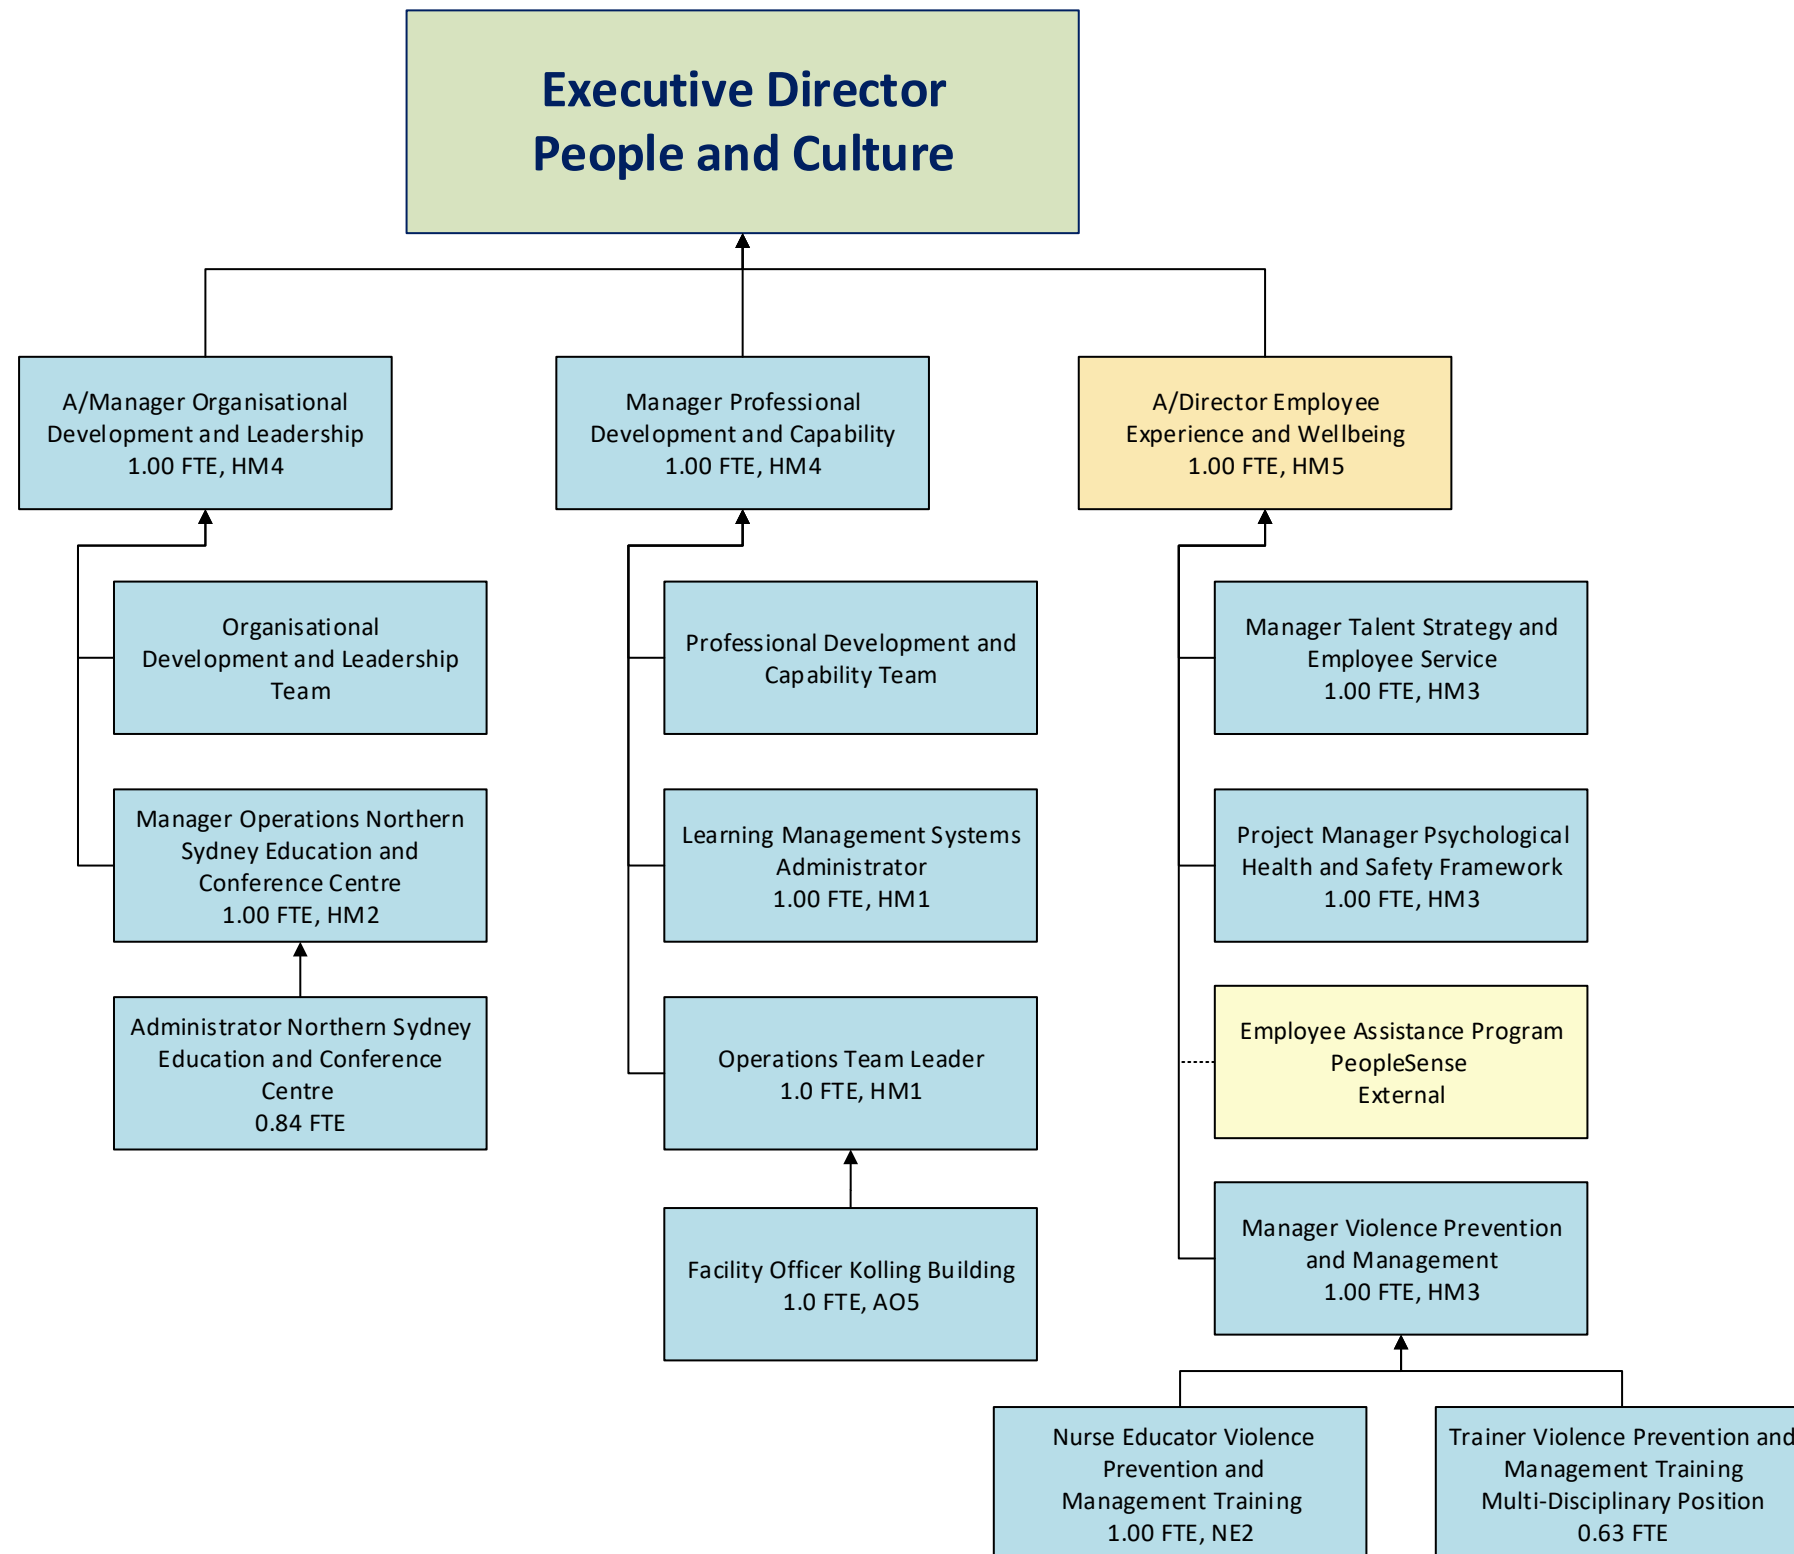 Executive Director
People and Culture
A/Manager Organisational
Development and Leadership
1.00 FTE, HM4
Manager Professional
Development and Capability
1.00 FTE, HM4
A/Director Employee
Experience and Wellbeing
1.00 FTE, HM5
Organisational
Development and Leadership
Team
Professional Development and
Capability Team
Manager Talent Strategy and
Employee Service
1.00 FTE, HM3
Manager Operations Northern
Sydney Education and
Conference Centre
1.00 FTE, HM2
Learning Management Systems
Administrator
1.00 FTE, HM1
Project Manager Psychological
Health and Safety Framework
1.00 FTE, HM3
Administrator Northern Sydney
Education and Conference
Centre
0.84 FTE
Operations Team Leader
1.0 FTE, HM1
Employee Assistance Program
PeopleSense
External
Facility Officer Kolling Building
1.0 FTE, AO5
Manager Violence Prevention
and Management
1.00 FTE, HM3
Nurse Educator Violence
Prevention and
Management Training
1.00 FTE, NE2
Trainer Violence Prevention and
Management Training
Multi-Disciplinary Position
0.63 FTE